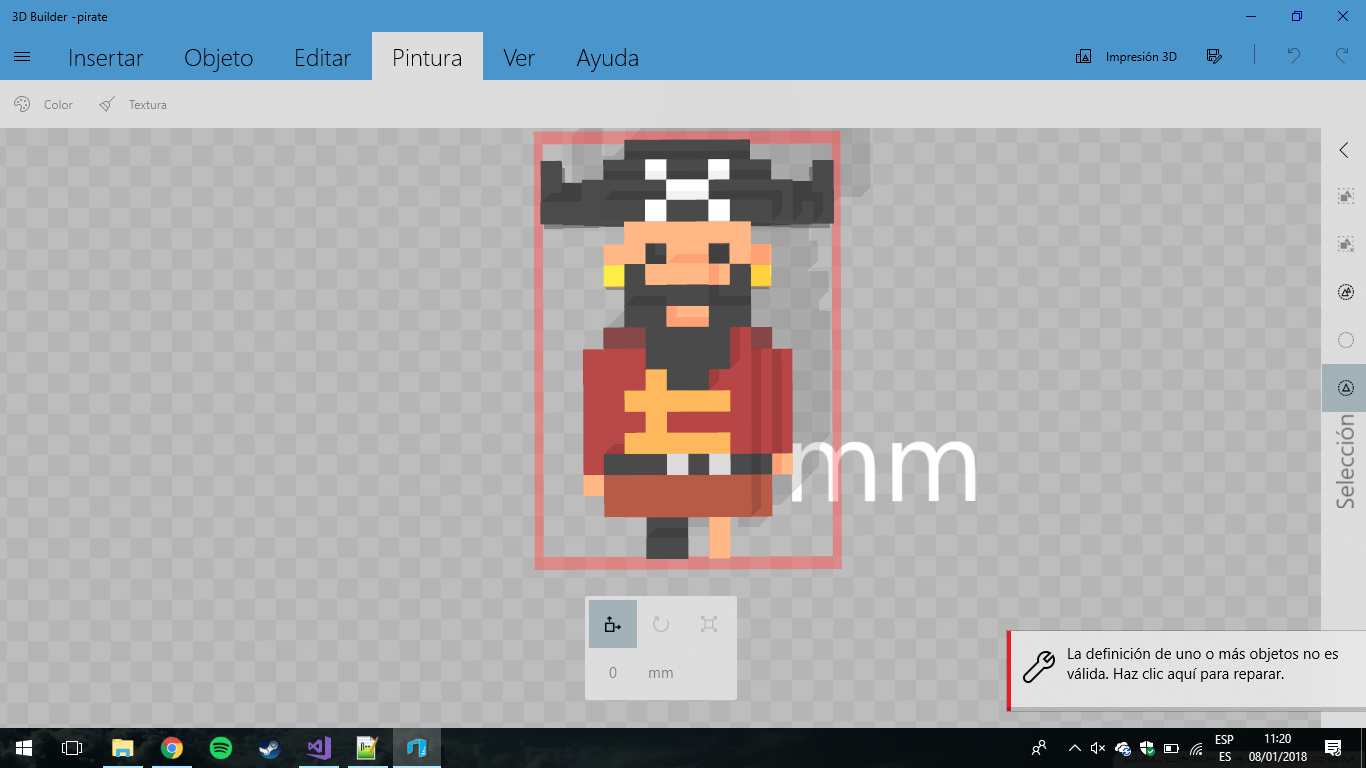 3D Builder -pirate
Insertar Objeto Editar Pintura Ver Ayuda
Impresión 3D
Color Textura
mm
Selección
0 mm
La definición de uno o más objetos no es
válida. Haz clic aquí para reparar.
ESP
ES
11:20
08/01/2018